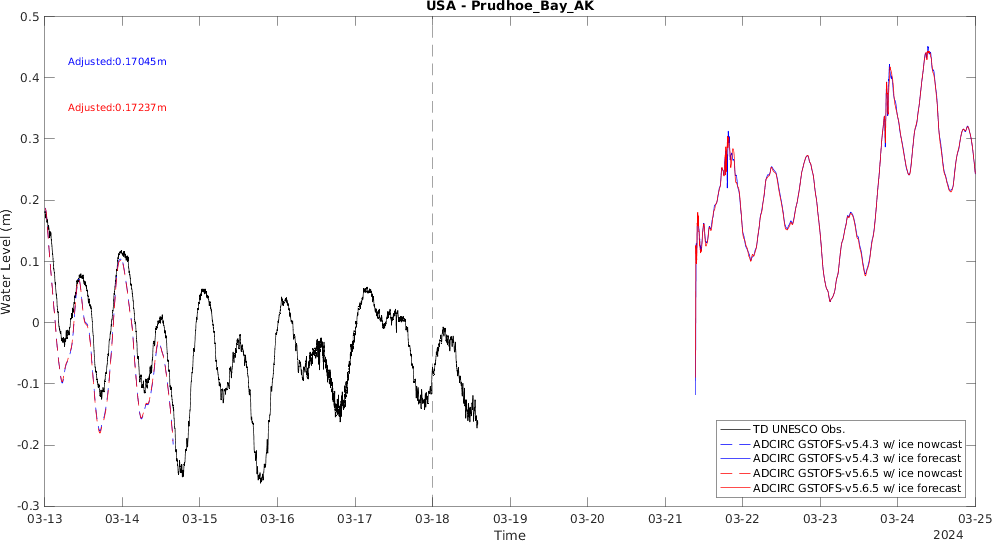 USA - Prudhoe_Bay_AK
0.5
0.4
0.3
0.2
0.1
0
-0.1
-0.2
-0.3
Water Level (m)
Adjusted:0.17045m
Adjusted:0.17237m
TD UNESCO Obs.
ADCIRC GSTOFS-v5.4.3 w/ ice nowcast
ADCIRC GSTOFS-v5.4.3 w/ ice forecast
ADCIRC GSTOFS-v5.6.5 w/ ice nowcast
ADCIRC GSTOFS-v5.6.5 w/ ice forecast
03-13 03-14 03-15 03-16 03-17 03-18 03-19 03-20 03-21 03-22 03-23 03-24 03-25
Time
2024